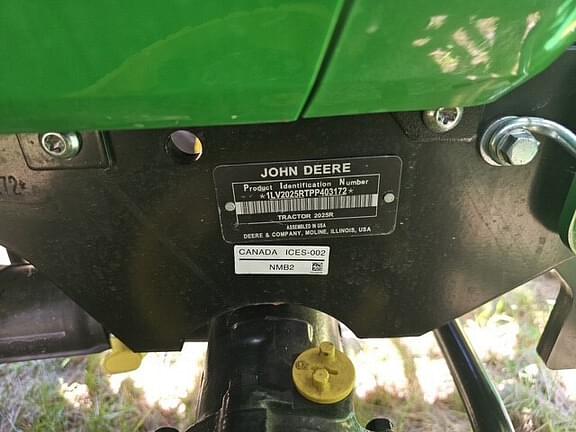 JOHN DEERE
Product Identification Number
*1LV2025RTPP403172*
TRACTOR 2025R
ASSEMBLED IN USA
DEERE & COMPANY, MOLINE, ILLINOIS, USA
CANADA ICES-002
NMB2
172*